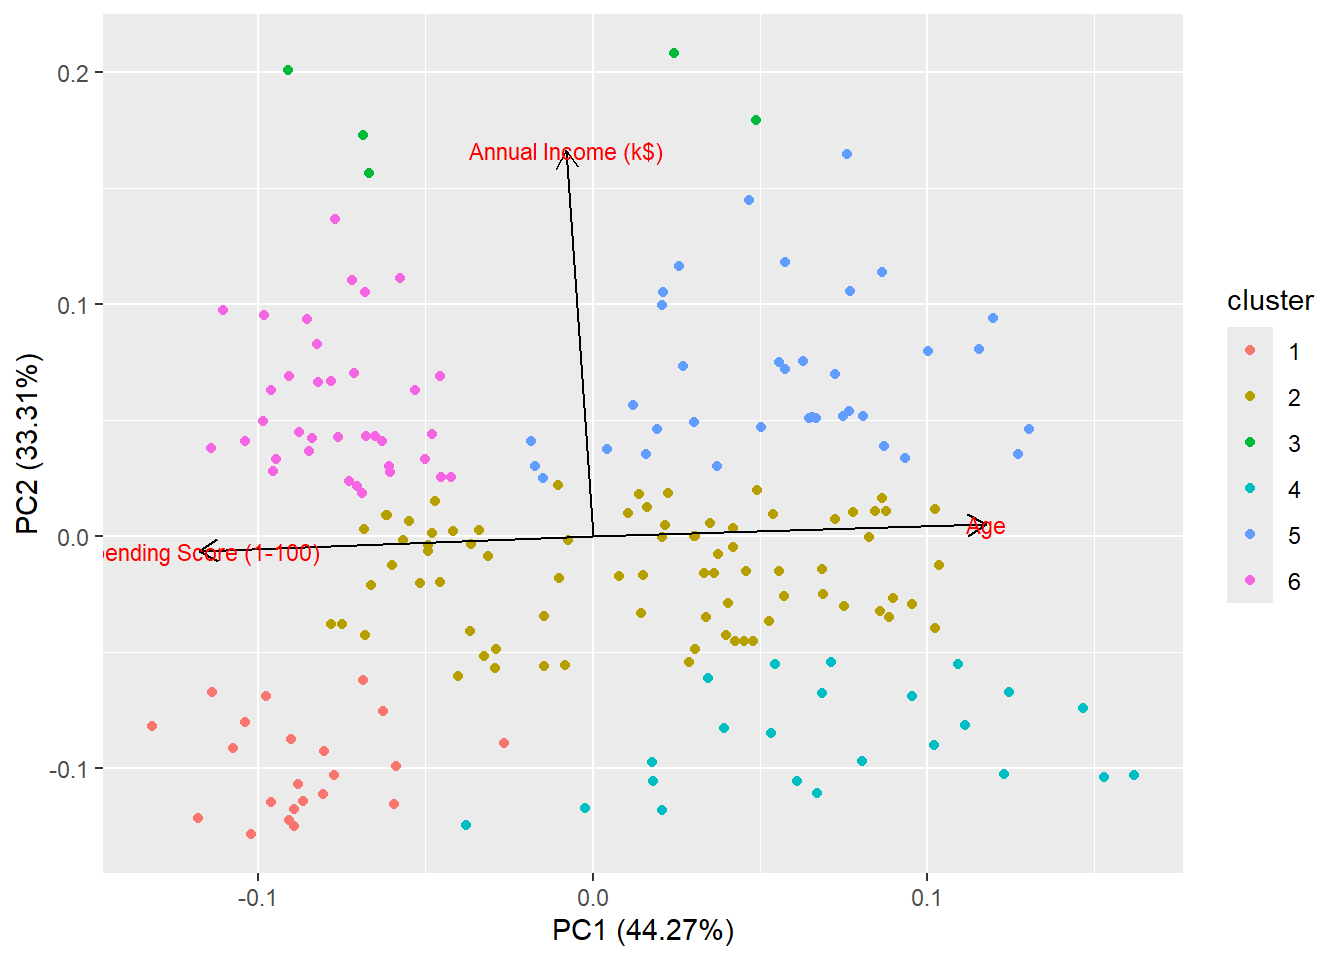 0.2
0.1
0.0
-0.1
PC2 (33.31%)
Annual Income (k$)
Age
pending Score (1-100)
-0.1
0.0
0.1
PC1 (44.27%)
cluster
1
2
3
4
5
6